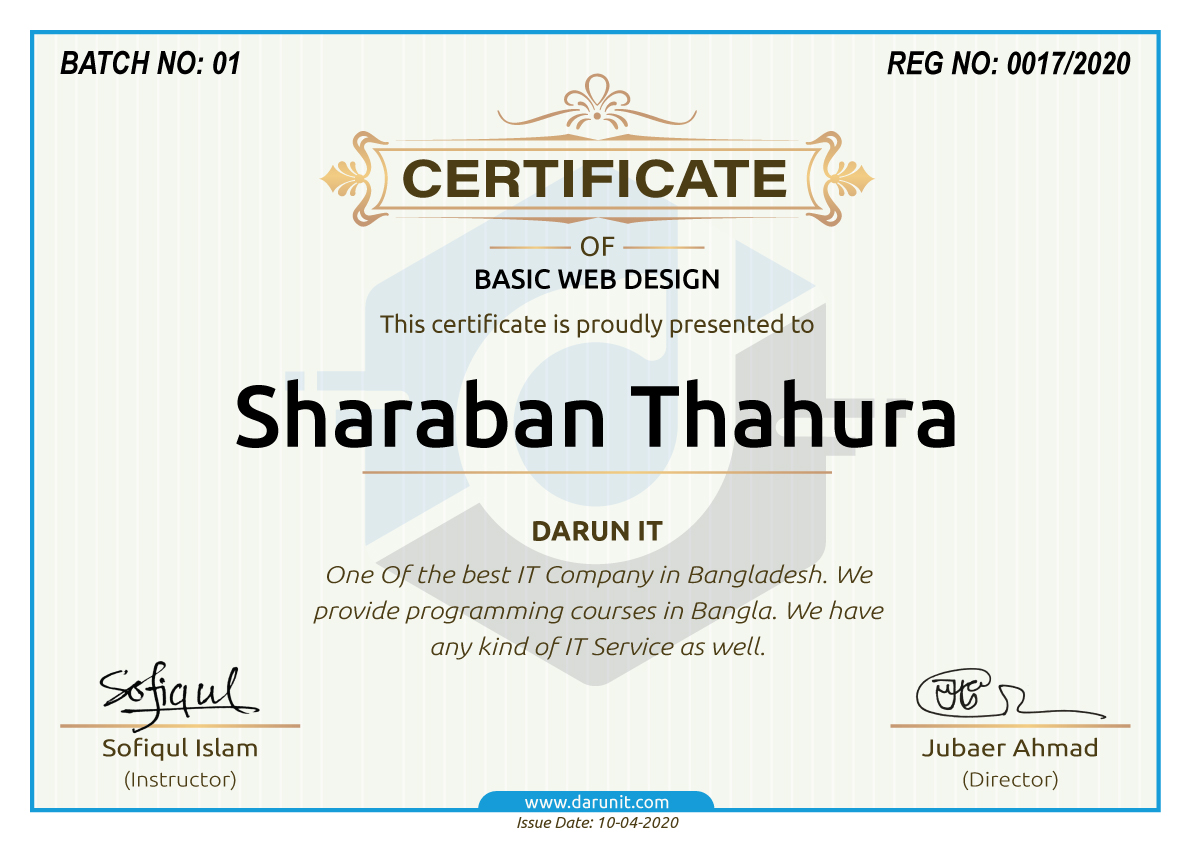 BATCH NO: 01
REG NO: 0017/2020
CERTIFICATE
OF
BASIC WEB DESIGN
This certificate is proudly presented to
Sharaban Thahura
DARUN IT
One Of the best IT Company in Bangladesh. We
provide programming courses in Bangla. We have
any kind of IT Service as well.
Sofiqul
Sofiqul Islam
(Instructor)
Jubaer Ahmad
(Director)
www.darunit.com
Issue Date: 10-04-2020